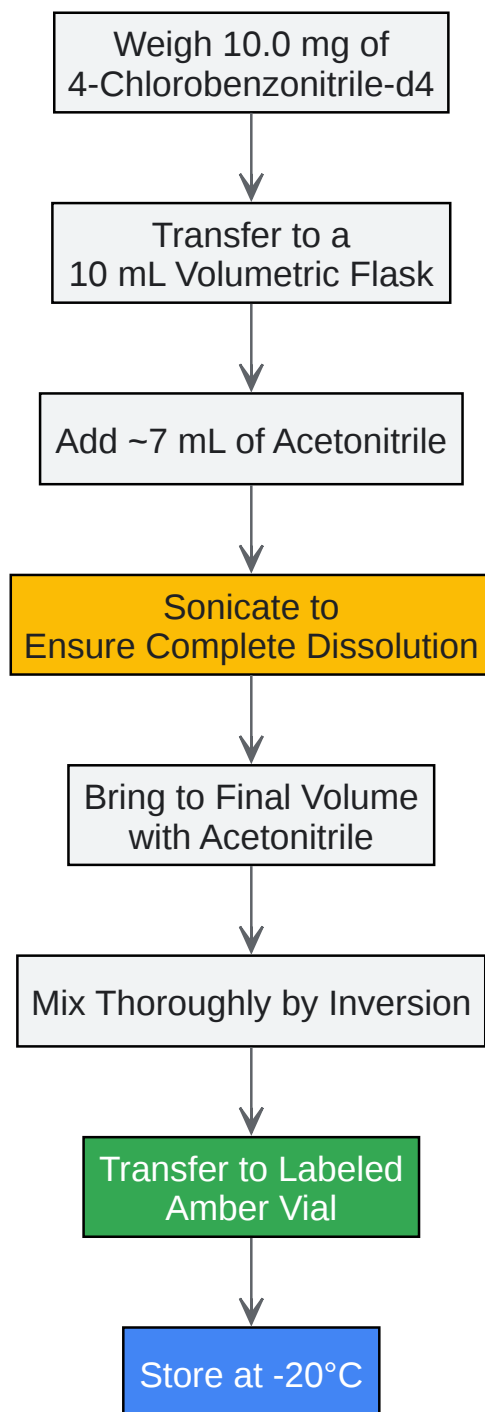 Weigh 10.0 mg of
4-Chlorobenzonitrile-d4
Transfer to a
10 mL Volumetric Flask
Add ~7 mL of Acetonitrile
Sonicate to
Ensure Complete Dissolution
Bring to Final Volume
with Acetonitrile
Mix Thoroughly by Inversion
Transfer to Labeled
Amber Vial
Store at -20°C